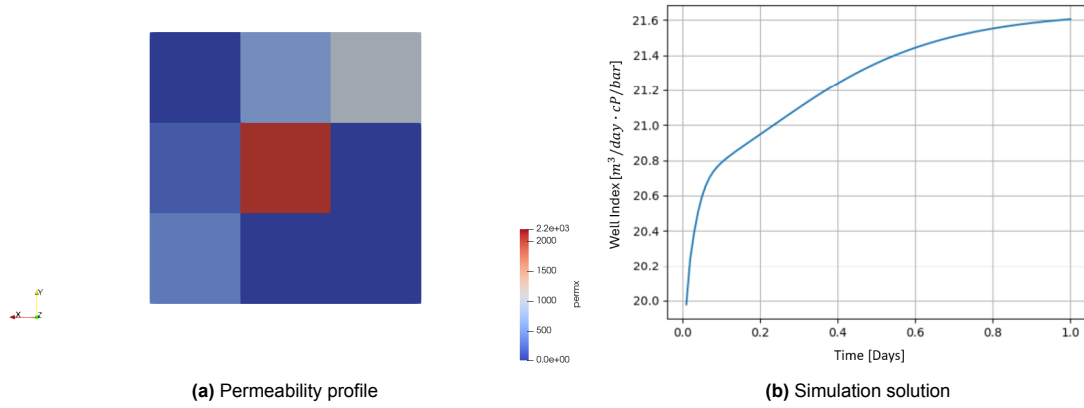 Y
X
Z
2.2e+03
2000
1500
1000
500
0.0e+00
permx
(a) Permeability profile
Well Index [m³/day · cP/bar]
21.6
21.4
21.2
21.0
20.8
20.6
20.4
20.2
20.0
0.0 0.2 0.4 0.6 0.8 1.0
Time [Days]
(b) Simulation solution